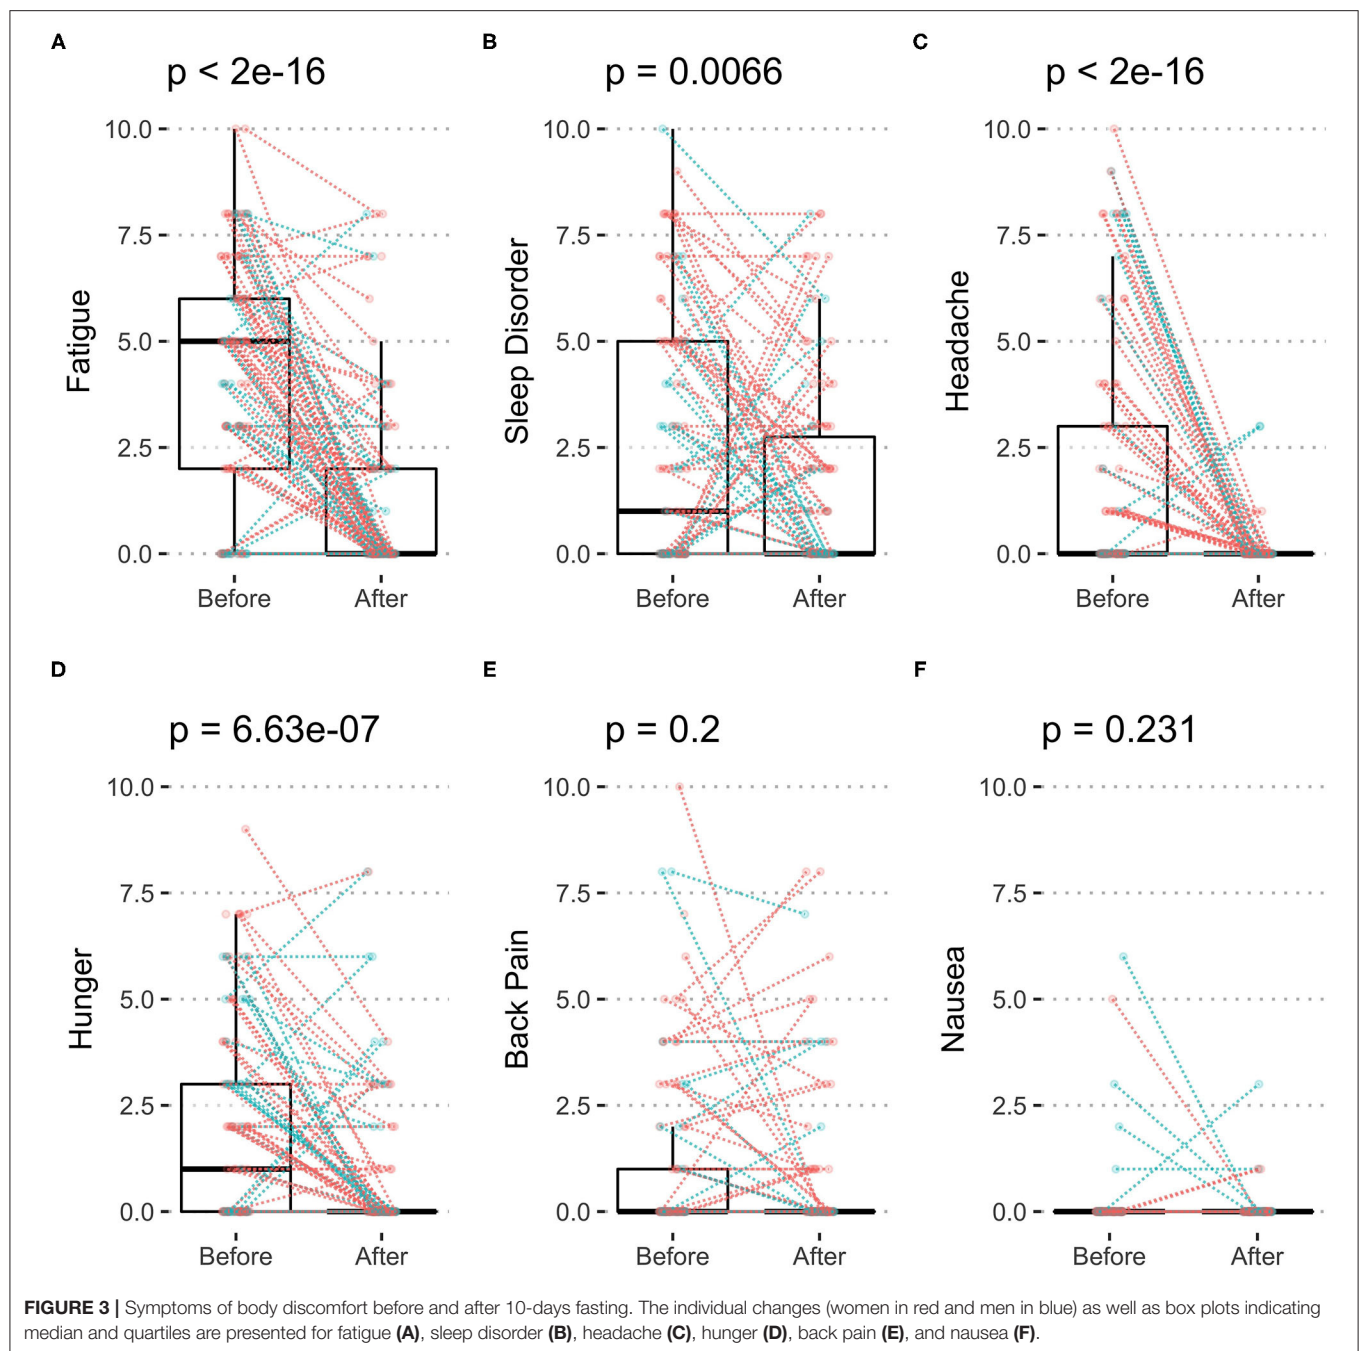 A
B
C
p < 2e-16
p = 0.0066
p < 2e-16
Fatigue
10.0
7.5
5.0
2.5
0.0
Before
After
Sleep Disorder
10.0
7.5
5.0
2.5
0.0
Before
After
Headache
10.0
7.5
5.0
2.5
0.0
Before
After
D
E
F
p = 6.63e-07
p = 0.2
p = 0.231
Hunger
10.0
7.5
5.0
2.5
0.0
Before
After
Back Pain
10.0
7.5
5.0
2.5
0.0
Before
After
Nausea
10.0
7.5
5.0
2.5
0.0
Before
After
FIGURE 3 | Symptoms of body discomfort before and after 10-days fasting. The individual changes (women in red and men in blue) as well as box plots indicating
median and quartiles are presented for fatigue (A), sleep disorder (B), headache (C), hunger (D), back pain (E), and nausea (F).